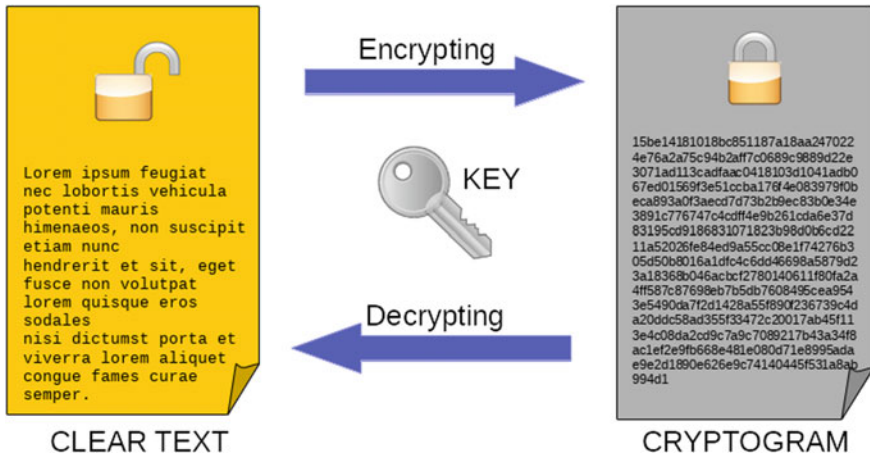 Encrypting
Lorem ipsum feugiat
nec lobortis vehicula
potenti mauris
himenaeos, non suscipit
etiam nunc
hendrerit et sit, eget
fusce non volutpat
lorem quisque eros
sodales
nisi dictumst porta et
viverra lorem aliquet
congue fames curae
semper.
CLEAR TEXT
KEY
Decrypting
15be14181018bc851187a18aa247022
4e76a2a75c94b2aff7c0689c9889d22e
3071ad113cadfaac0418103d1041adb0
67ed01569f3e51ccba176f4e083979f0b
eca893a0f3aecd7d73b2b9ec83b0e34e
3891c776747c4cdff4e9b261cda6e37d
83195cd9186831071823b98d0b6cd22
11a52026fe84ed9a55cc08e1f74276b3
05d50b8016a1dfc4c6dd46698a5879d2
3a18368b046acbcf2780140611f80fa2a
4ff587c87698eb7b5db7608495cea954
3e5490da7f2d1428a55f890f236739c4d
a20ddc58ad355f33472c20017ab45f11
3e4c08da2cd9c7a9c7089217b43a34f8
ac1ef2e9fb668e481e080d71e8995ada
e9e2d1890e626e9c74140445f531a8ab
994d1
CRYPTOGRAM